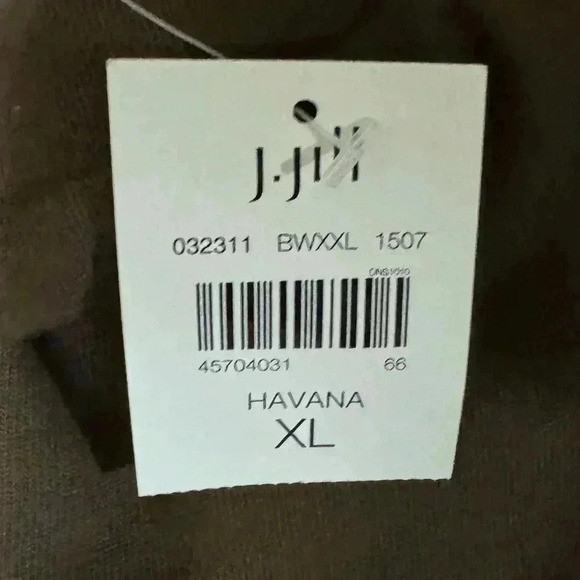 J.Jill
032311 BWXXL 1507
DNS1010
45704031 66
HAVANA
XL